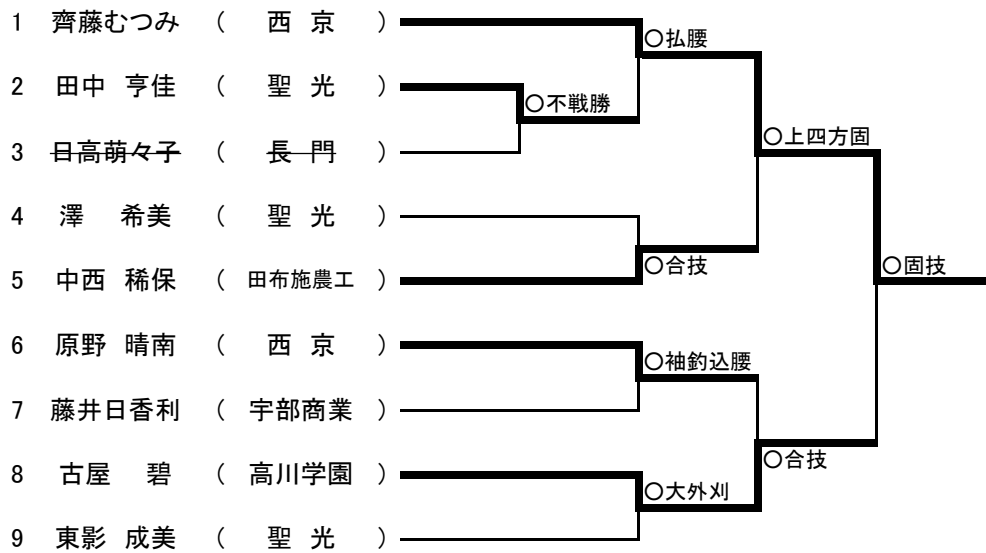 1 齊藤むつみ ( 西 京 )
○払腰
2 田中 亨佳 ( 聖 光 )
○不戦勝
○上四方固
3 日高萌々子 ( 長 門 )
4 澤 希美 ( 聖 光 )
○合技
○固技
5 中西 稀保 ( 田布施農工 )
6 原野 晴南 ( 西 京 )
○袖釣込腰
7 藤井日香利 ( 宇部商業 )
○合技
8 古屋 碧 ( 高川学園 )
○大外刈
9 東影 成美 ( 聖 光 )